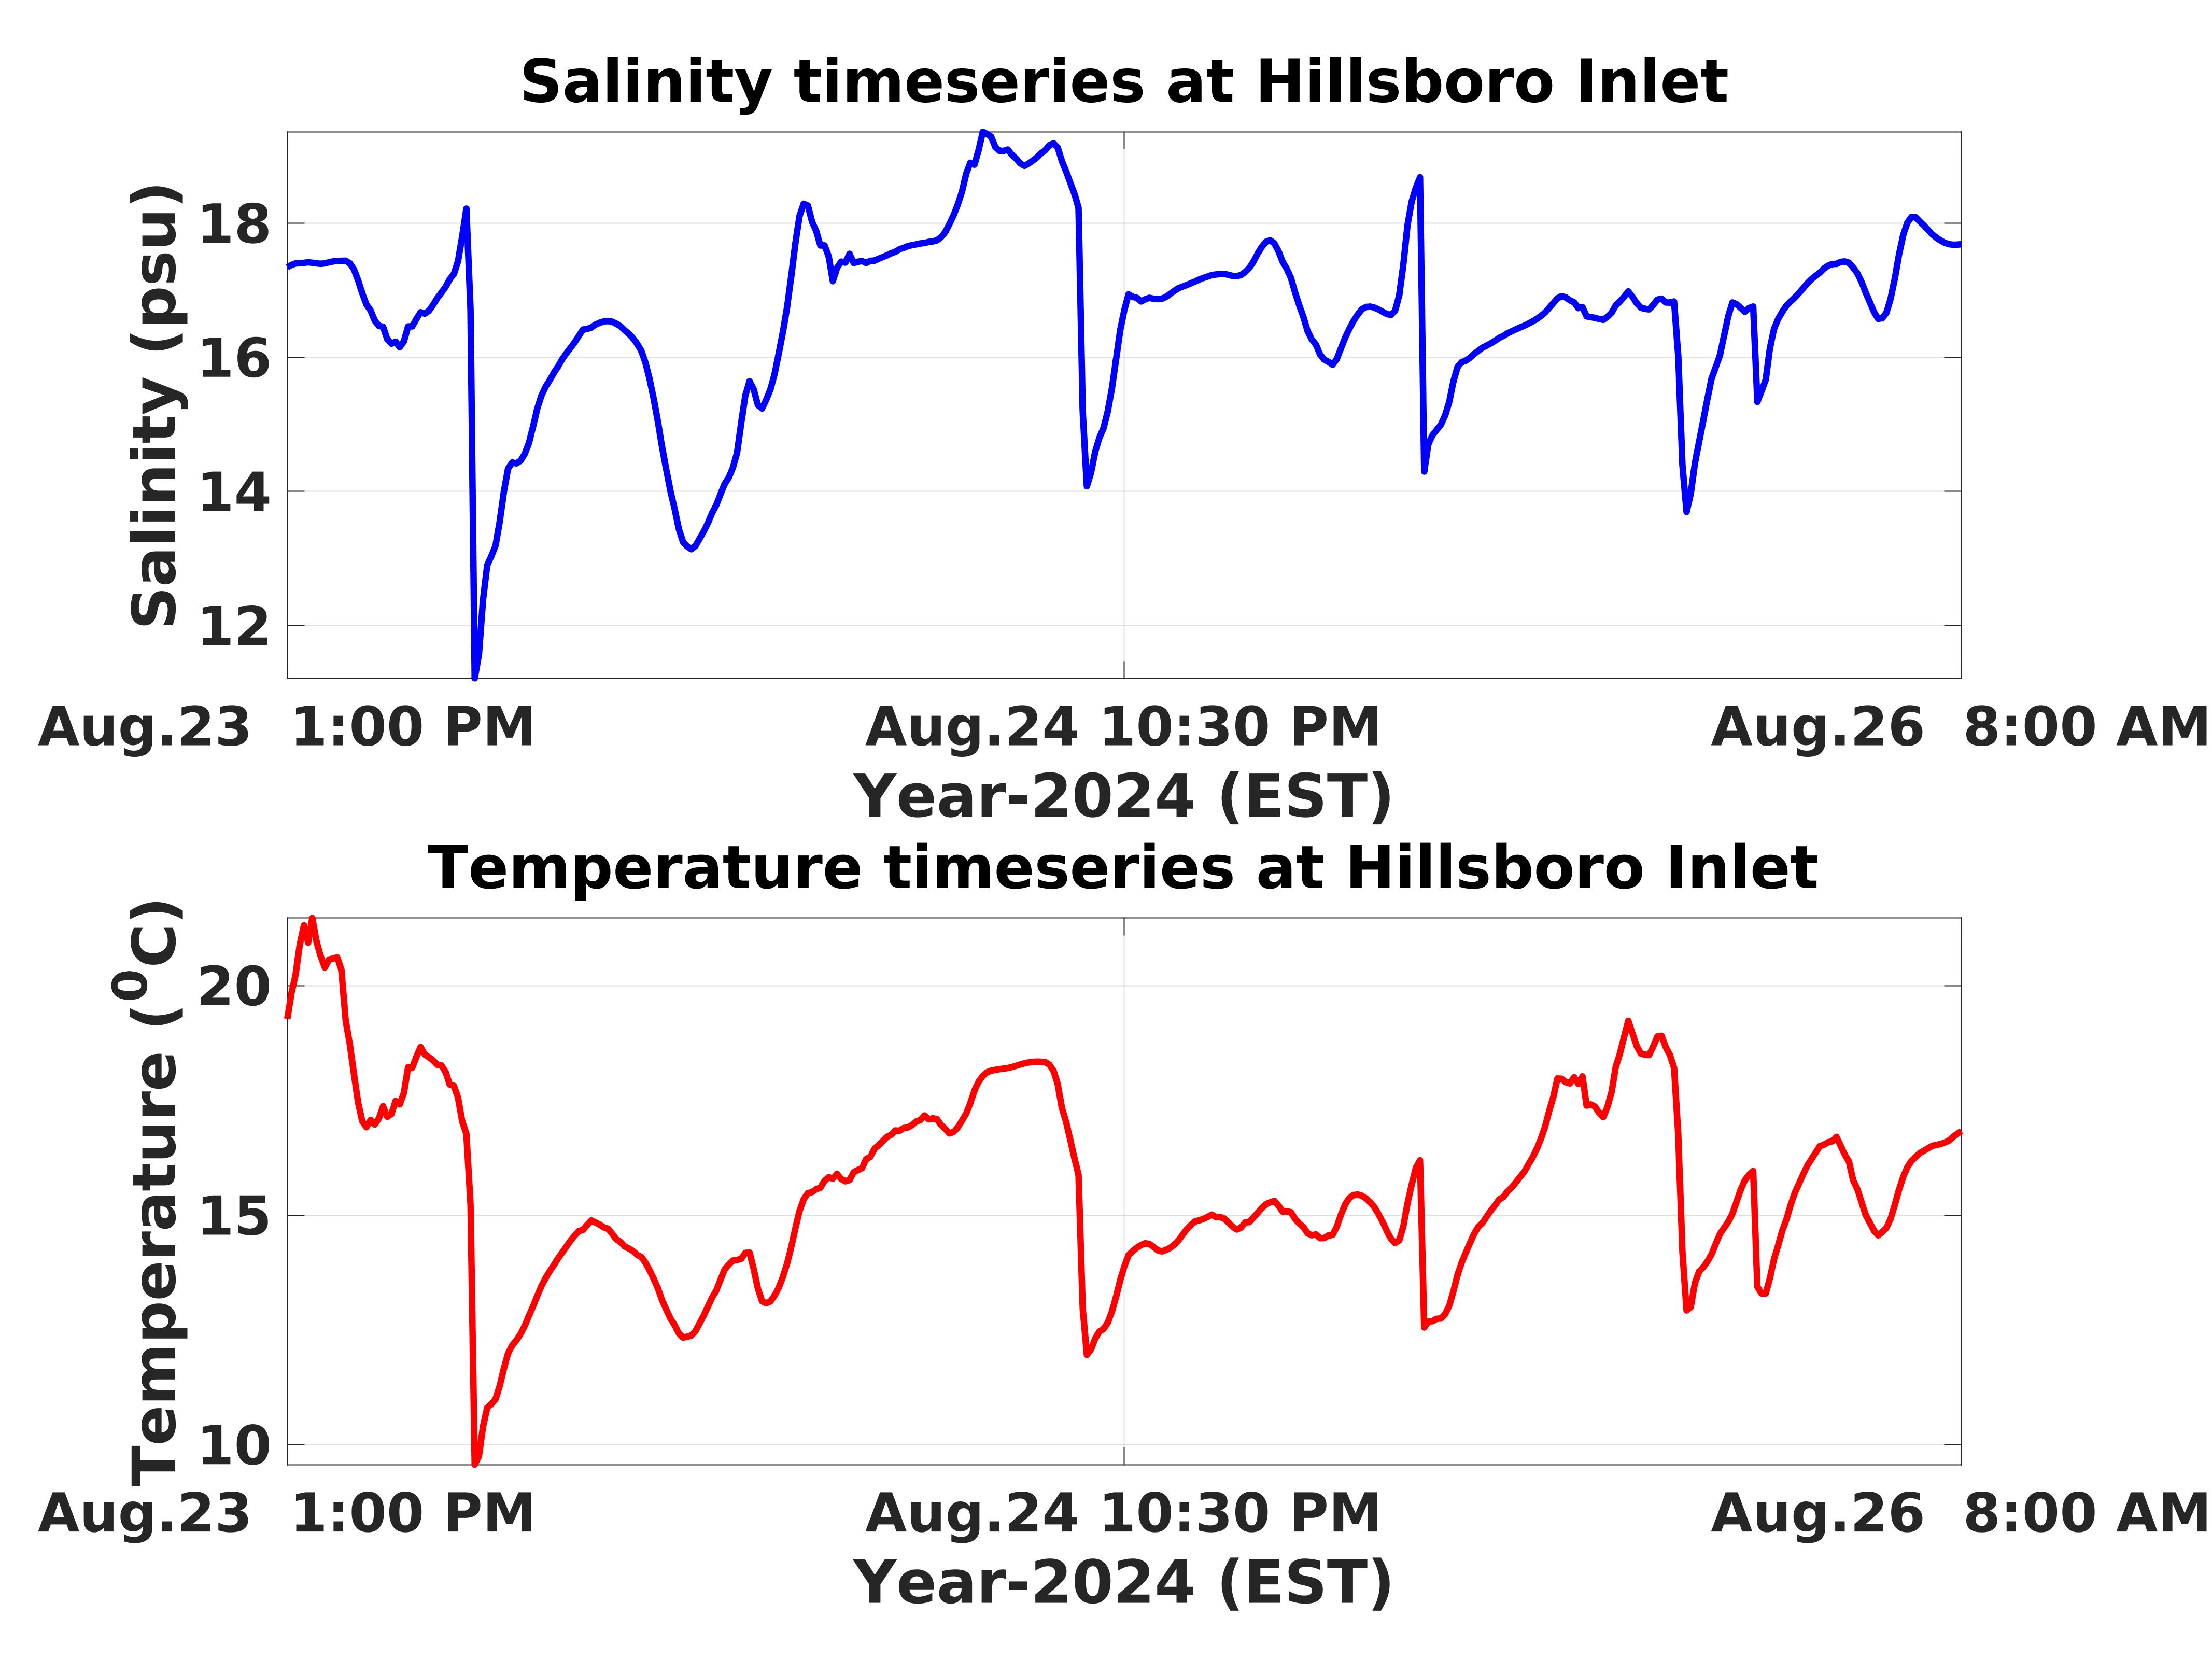 Salinity timeseries at Hillsboro Inlet
Salinity (psu)
18
16
14
12
Aug.23  1:00 PM
Aug.24 10:30 PM
Aug.26  8:00 AM
Year-2024 (EST)
Temperature timeseries at Hillsboro Inlet
Temperature (⁰C)
20
15
10
Aug.23  1:00 PM
Aug.24 10:30 PM
Aug.26  8:00 AM
Year-2024 (EST)